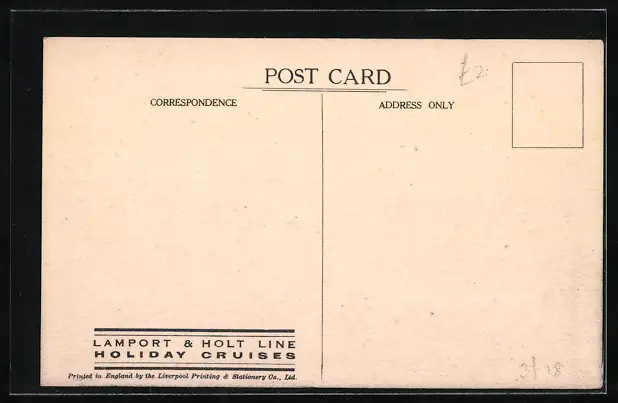 POST CARD
£2
CORRESPONDENCE
ADDRESS ONLY
LAMPORT & HOLT LINE
HOLIDAY CRUISES
Printed in England by the Liverpool Printing & Stationery Co., Ltd.